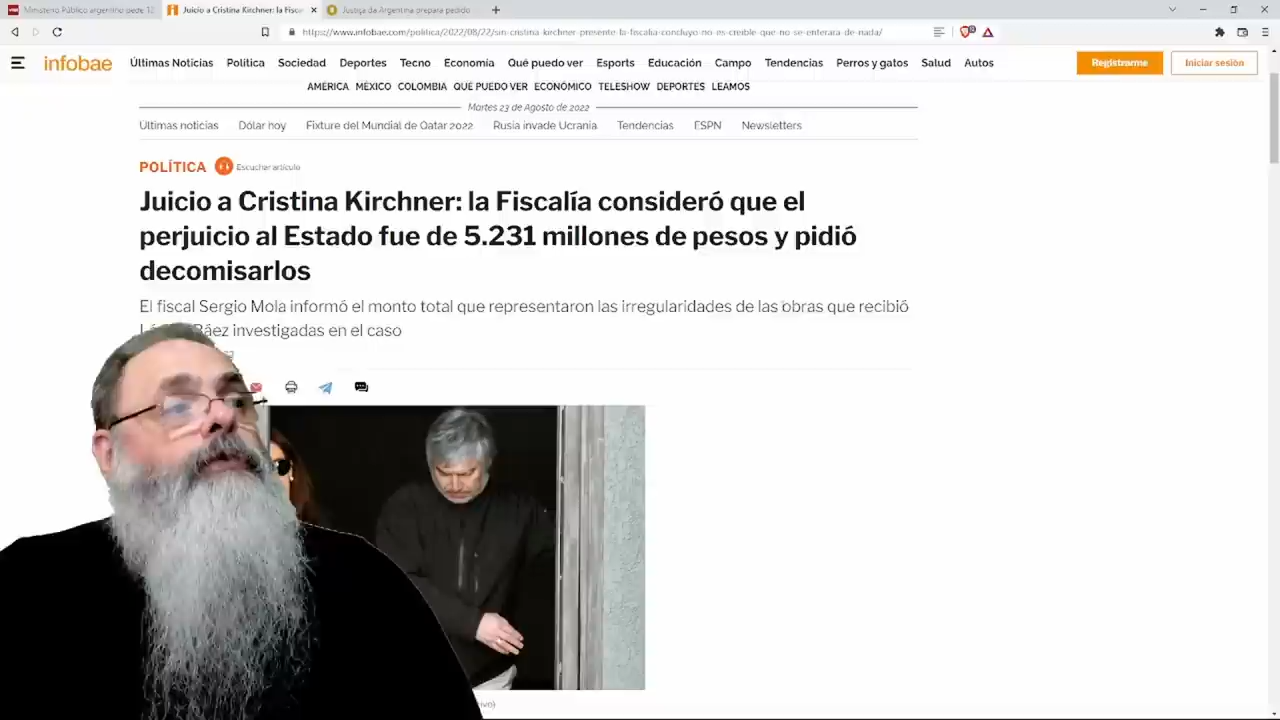 Ministério Público argentino pede 12
Juicio a Cristina Kirchner: la Fisca
Justiça da Argentina prepara pedido
https://www.infobae.com/politica/2022/08/22/sin-cristina-kirchner-presente-la-fiscalia-concluyo-no-es-creible-que-no-se-enterara-de-nada/
infobae
Últimas Noticias Política Sociedad Deportes Tecno Economía Qué puedo ver Esports Educación Campo Tendencias Perros y gatos Salud Autos
Registrarme Iniciar sesión
AMÉRICA MÉXICO COLOMBIA QUÉ PUEDO VER ECONÓMICO TELESHOW DEPORTES LEAMOS
Martes 23 de Agosto de 2022
Últimas noticias Dólar hoy Fixture del Mundial de Qatar 2022 Rusia invade Ucrania Tendencias ESPN Newsletters
POLÍTICA Escuchar artículo
Juicio a Cristina Kirchner: la Fiscalía consideró que el
perjuicio al Estado fue de 5.231 millones de pesos y pidió
decomisarlos
El fiscal Sergio Mola informó el monto total que representaron las irregularidades de las obras que recibió
Báez investigadas en el caso